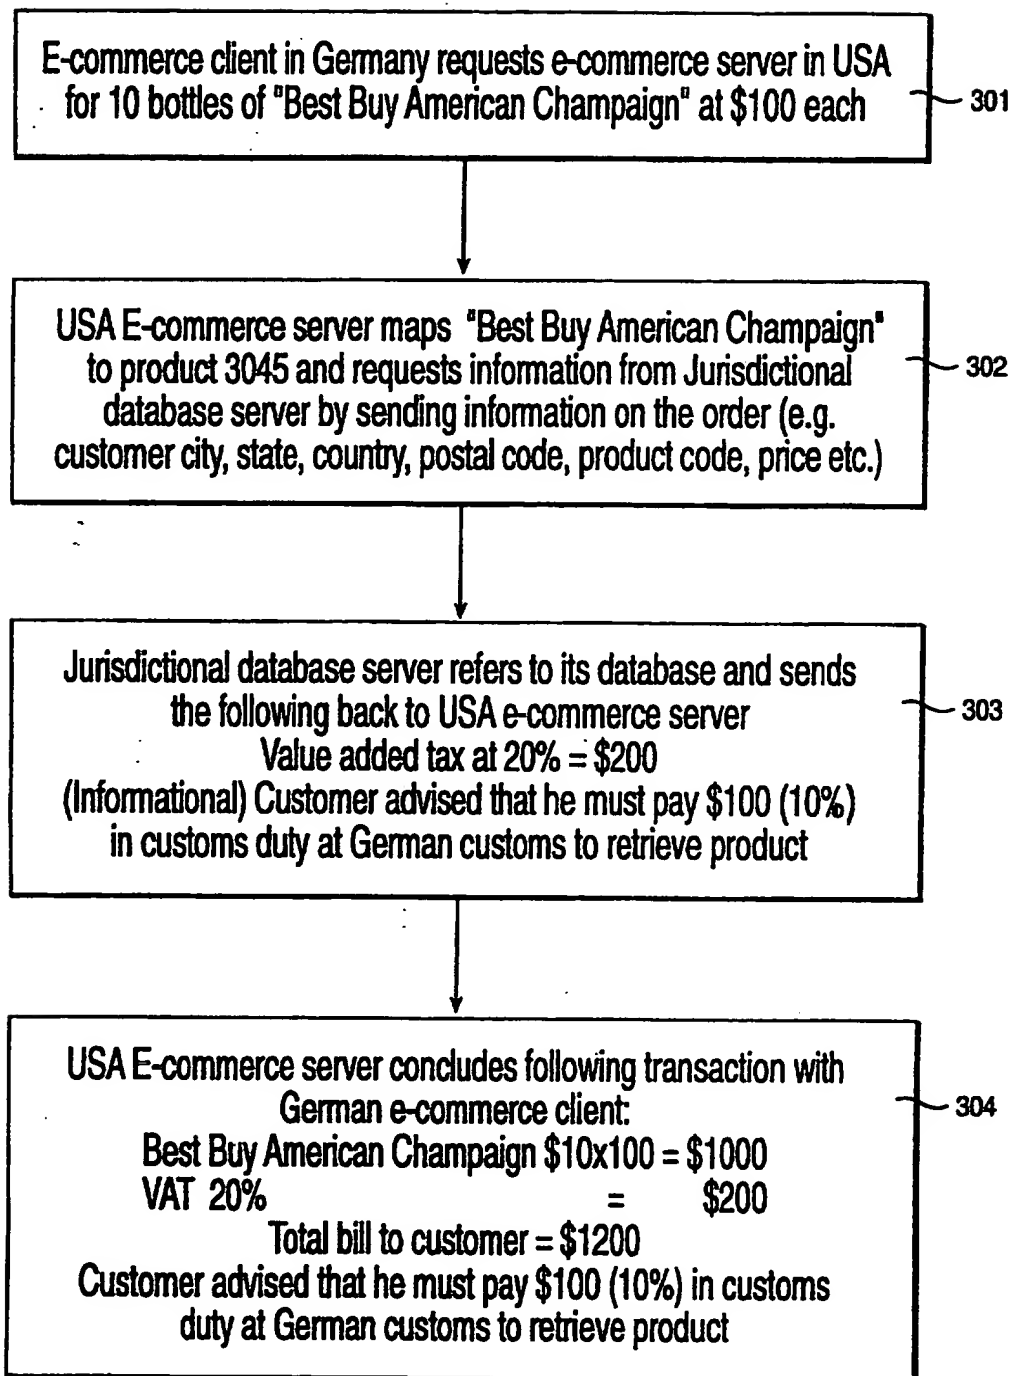 E-commerce client in Germany requests e-commerce server in USA
for 10 bottles of "Best Buy American Champaign" at $100 each
301
USA E-commerce server maps "Best Buy American Champaign"
to product 3045 and requests information from Jurisdictional
database server by sending information on the order (e.g.
customer city, state, country, postal code, product code, price etc.)
302
Jurisdictional database server refers to its database and sends
the following back to USA e-commerce server
Value added tax at 20% = $200
(Informational) Customer advised that he must pay $100 (10%)
in customs duty at German customs to retrieve product
303
USA E-commerce server concludes following transaction with
German e-commerce client:
Best Buy American Champaign $10x100 = $1000
VAT 20% = $200
Total bill to customer = $1200
Customer advised that he must pay $100 (10%) in customs
duty at German customs to retrieve product
304